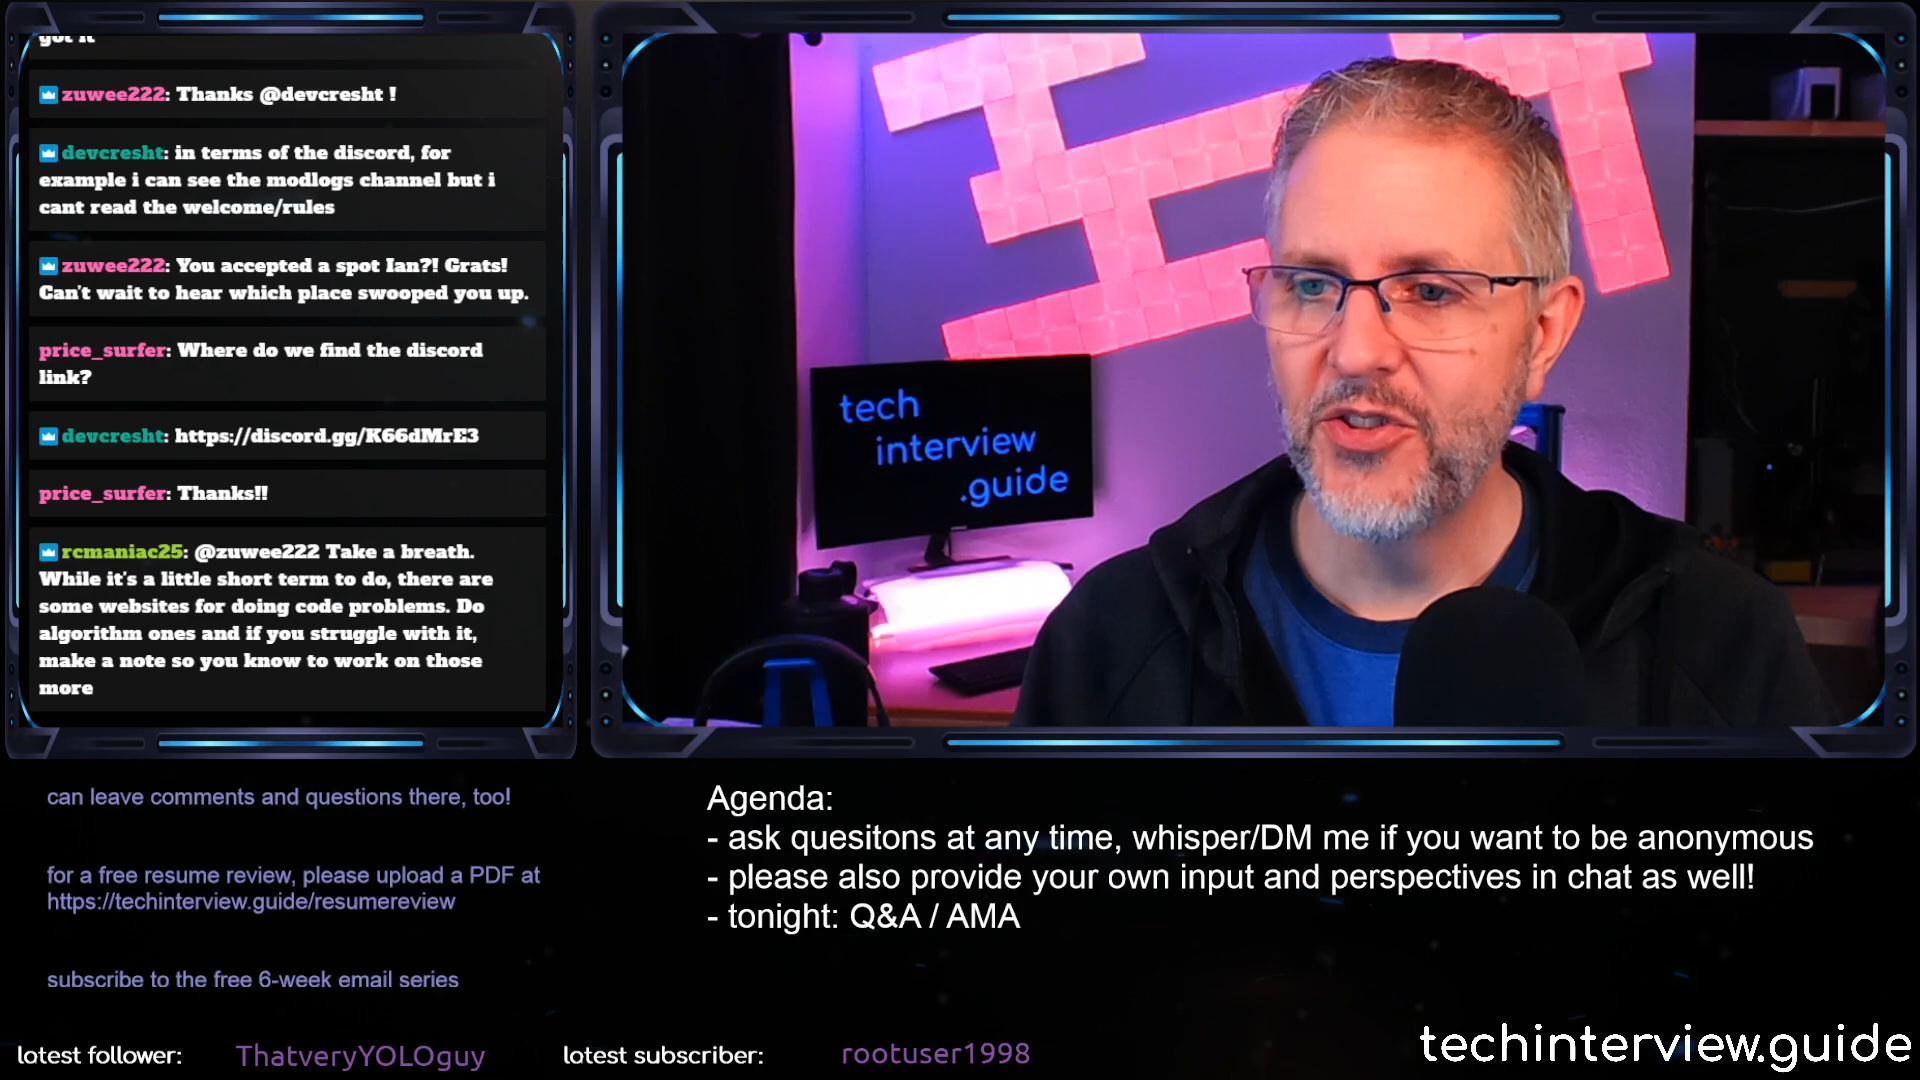 got it
zuwee222: Thanks @devcresht !
devcresht: in terms of the discord, for
example i can see the modlogs channel but i
cant read the welcome/rules
zuwee222: You accepted a spot Ian?! Grats!
Can't wait to hear which place swooped you up.
price_surfer: Where do we find the discord
link?
devcresht: https://discord.gg/K66dMrE3
price_surfer: Thanks!!
rcmaniac25: @zuwee222 Take a breath.
While it's a little short term to do, there are
some websites for doing code problems. Do
algorithm ones and if you struggle with it,
make a note so you know to work on those
more
tech
interview
.guide
can leave comments and questions there, too!
for a free resume review, please upload a PDF at
https://techinterview.guide/resumereview
subscribe to the free 6-week email series
Agenda:
- ask quesitons at any time, whisper/DM me if you want to be anonymous
- please also provide your own input and perspectives in chat as well!
- tonight: Q&A / AMA
latest follower: ThatveryYOLOguy
latest subscriber: rootuser1998
techinterview.guide